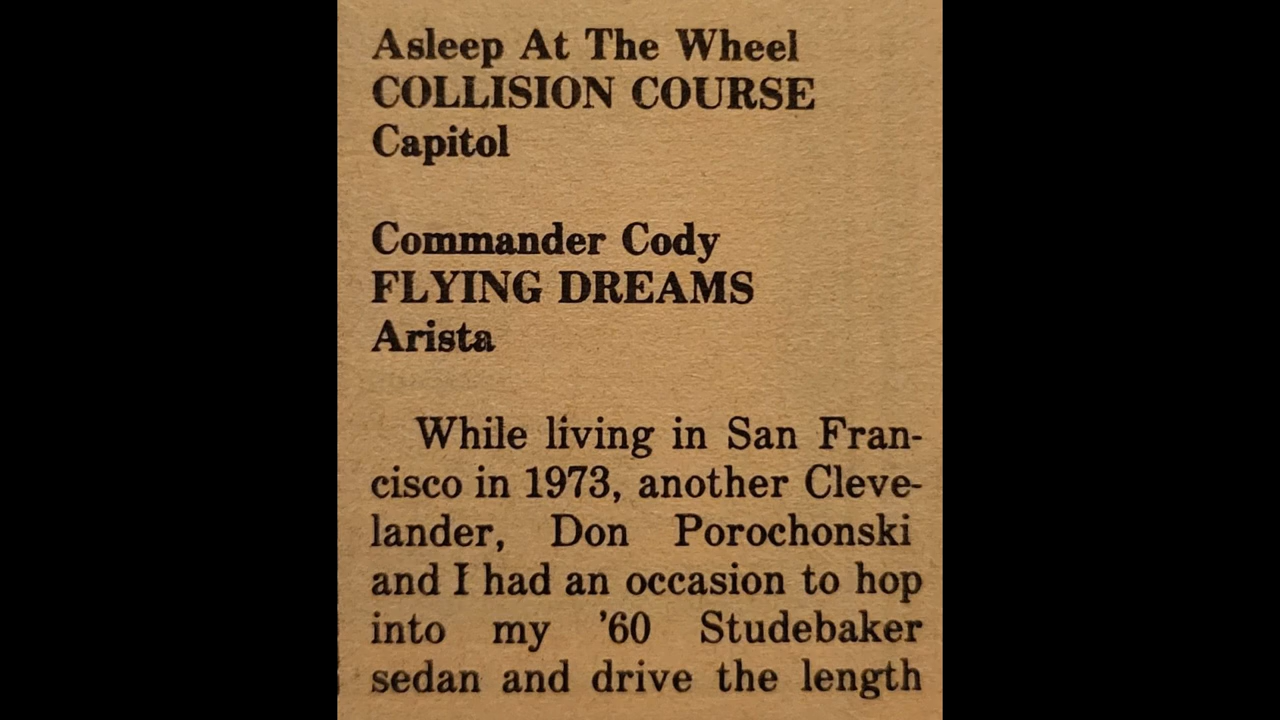 Asleep At The Wheel
COLLISION COURSE
Capitol
Commander Cody
FLYING DREAMS
Arista
While living in San Fran-
cisco in 1973, another Cleve-
lander, Don Porochonski
and I had an occasion to hop
into my '60 Studebaker
sedan and drive the length